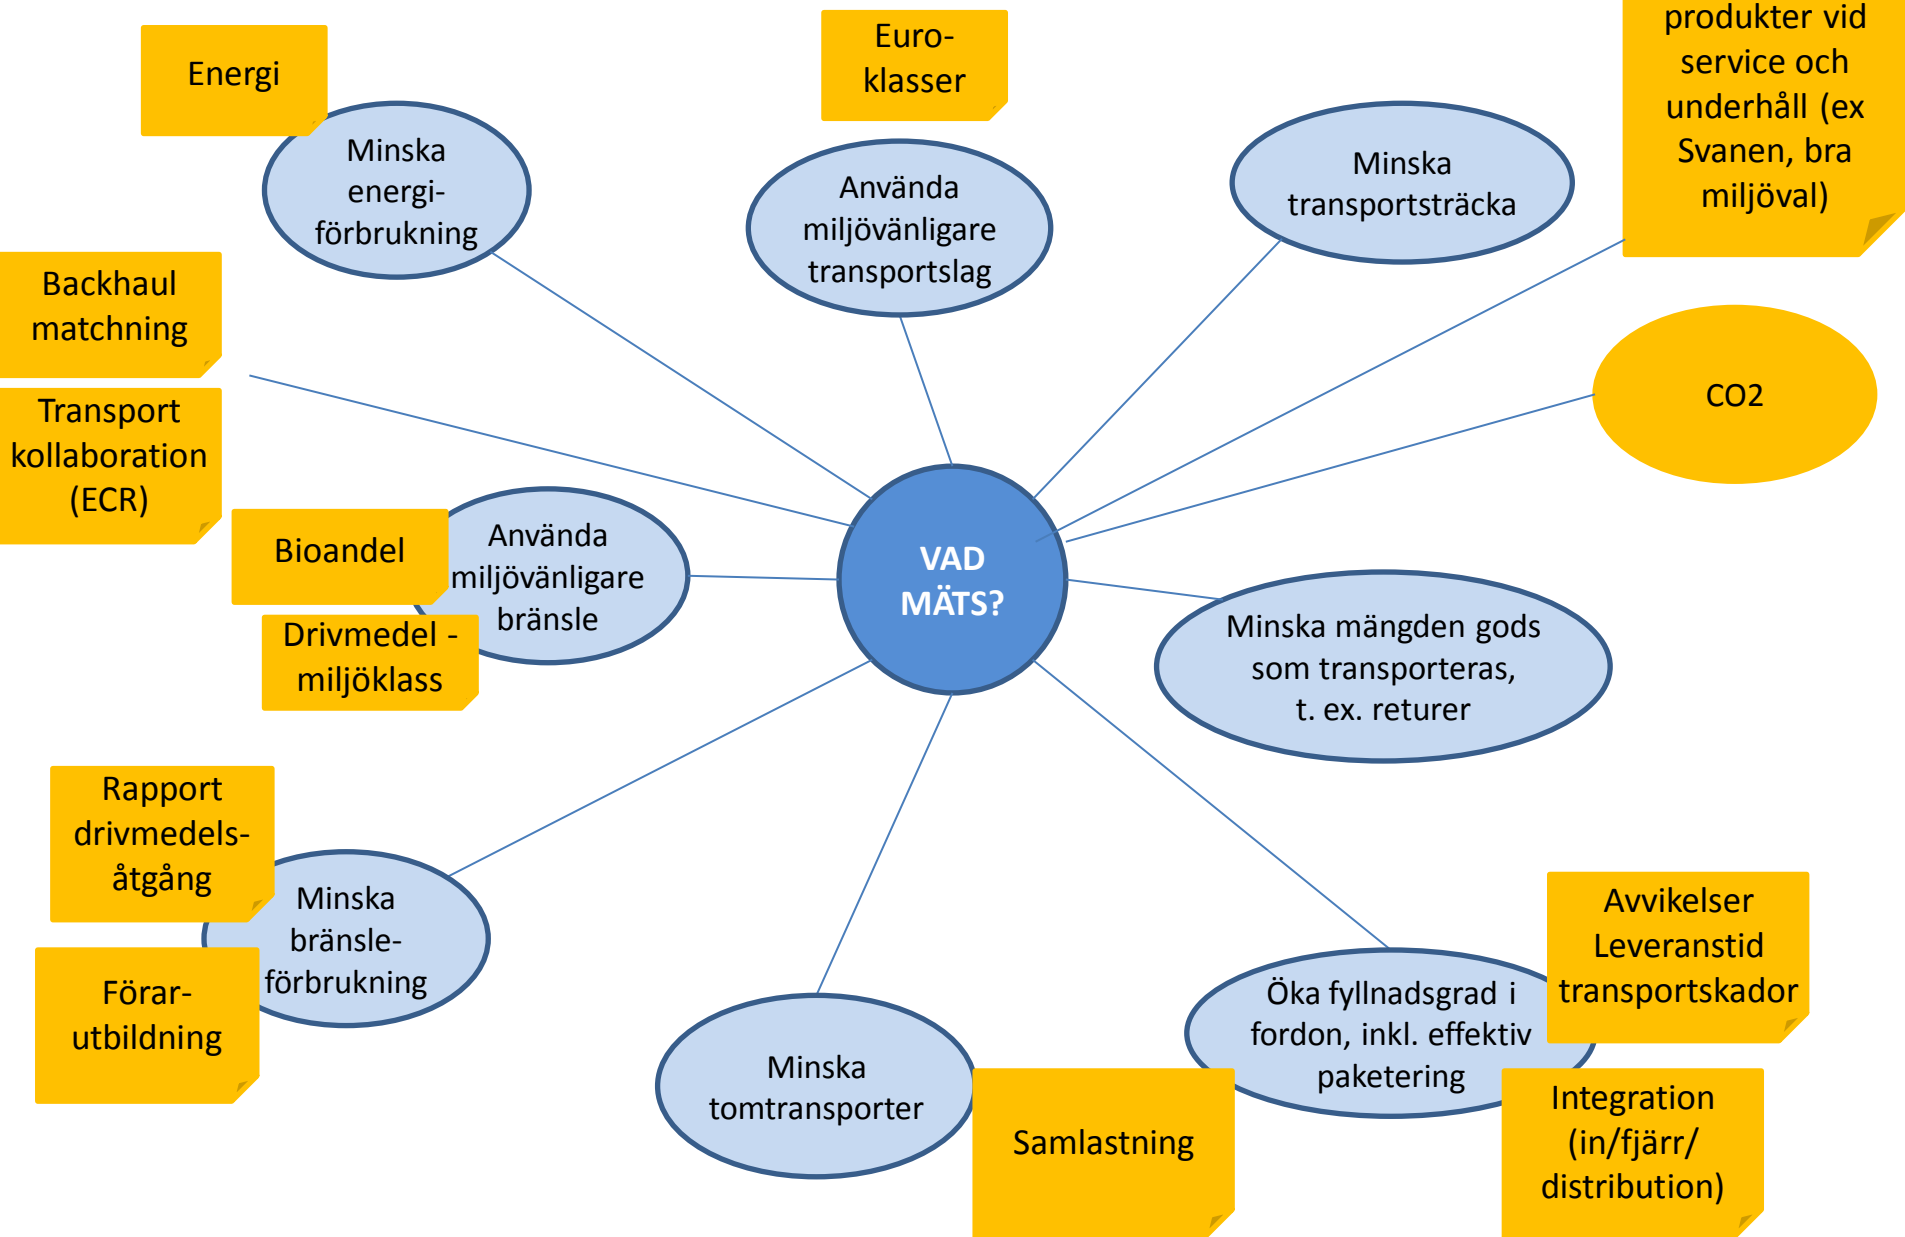 produkter vid
service och
underhåll (ex
Svanen, bra
miljöval)
Euro-
klasser
Energi
Minska
energi-
förbrukning
Använda
miljövänligare
transportslag
Minska
transportsträcka
Backhaul
matchning
CO2
Transport
kollaboration
(ECR)
Bioandel
Använda
miljövänligare
bränsle
Drivmedel -
miljöklass
VAD
MÄTS?
Minska mängden gods
som transporteras,
t. ex. returer
Rapport
drivmedels-
åtgång
Minska
bränsle-
förbrukning
Förar-
utbildning
Minska
tomtransporter
Samlastning
Öka fyllnadsgrad i
fordon, inkl. effektiv
paketering
Avvikelser
Leveranstid
transportskador
Integration
(in/fjärr/
distribution)